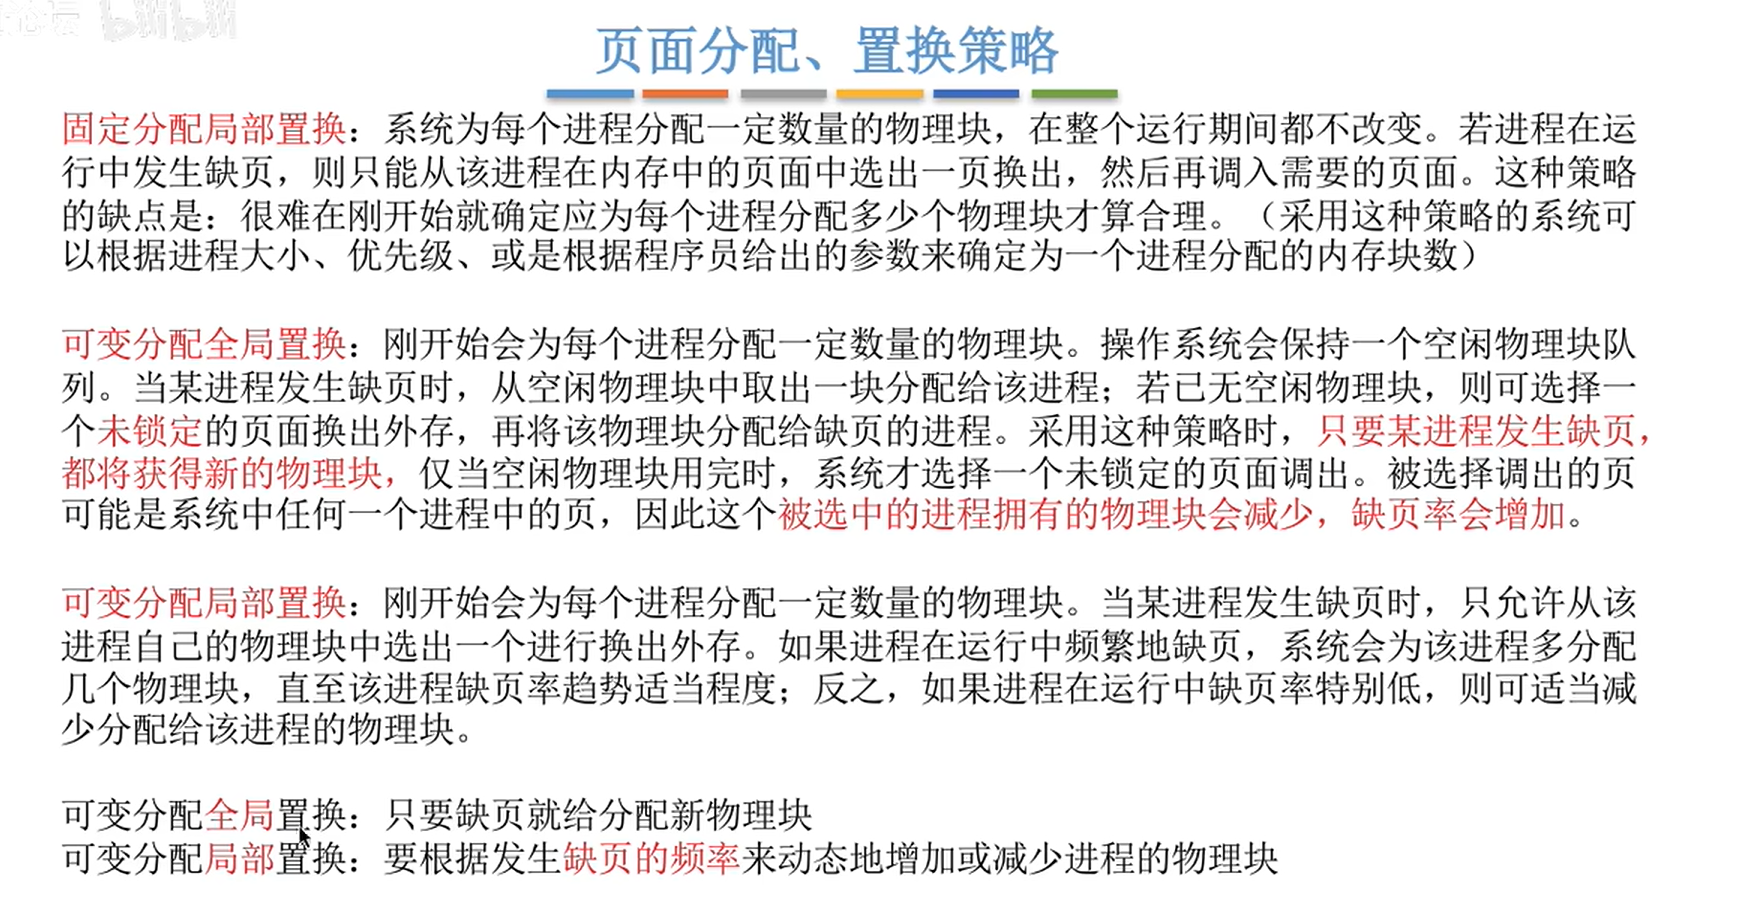 bilibili
页面分配、置换策略
固定分配局部置换：系统为每个进程分配一定数量的物理块，在整个运行期间都不改变。若进程在运
行中发生缺页，则只能从该进程在内存中的页面中选出一页换出，然后再调入需要的页面。这种策略
的缺点是：很难在刚开始就确定应为每个进程分配多少个物理块才算合理。（采用这种策略的系统可
以根据进程大小、优先级、或是根据程序员给出的参数来确定为一个进程分配的内存块数）
可变分配全局置换：刚开始会为每个进程分配一定数量的物理块。操作系统会保持一个空闲物理块队
列。当某进程发生缺页时，从空闲物理块中取出一块分配给该进程；若已无空闲物理块，则可选择一
个未锁定的页面换出外存，再将该物理块分配给缺页的进程。采用这种策略时，只要某进程发生缺页，
都将获得新的物理块，仅当空闲物理块用完时，系统才选择一个未锁定的页面调出。被选择调出的页
可能是系统中任何一个进程中的页，因此这个被选中的进程拥有的物理块会减少，缺页率会增加。
可变分配局部置换：刚开始会为每个进程分配一定数量的物理块。当某进程发生缺页时，只允许从该
进程自己的物理块中选出一个进行换出外存。如果进程在运行中频繁地缺页，系统会为该进程多分配
几个物理块，直至该进程缺页率趋势适当程度；反之，如果进程在运行中缺页率特别低，则可适当减
少分配给该进程的物理块。
可变分配全局置换：只要缺页就给分配新物理块
可变分配局部置换：要根据发生缺页的频率来动态地增加或减少进程的物理块